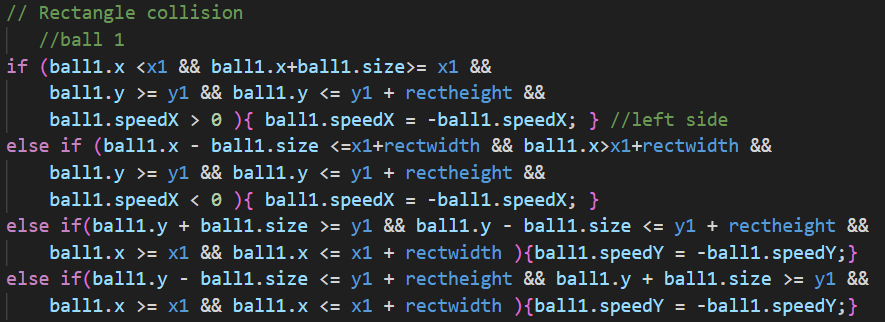 // Rectangle collision
//ball 1
if (ball1.x <x1 && ball1.x+ball1.size>= x1 &&
ball1.y >= y1 && ball1.y <= y1 + rectheight &&
ball1.speedX > 0 ){ ball1.speedX = -ball1.speedX; } //left side
else if (ball1.x - ball1.size <=x1+rectwidth && ball1.x>x1+rectwidth &&
ball1.y >= y1 && ball1.y <= y1 + rectheight &&
ball1.speedX < 0 ){ ball1.speedX = -ball1.speedX; }
else if(ball1.y + ball1.size >= y1 && ball1.y - ball1.size <= y1 + rectheight &&
ball1.x >= x1 && ball1.x <= x1 + rectwidth ){ball1.speedY = -ball1.speedY;}
else if(ball1.y - ball1.size <= y1 + rectheight && ball1.y + ball1.size >= y1 &&
ball1.x >= x1 && ball1.x <= x1 + rectwidth ){ball1.speedY = -ball1.speedY;}